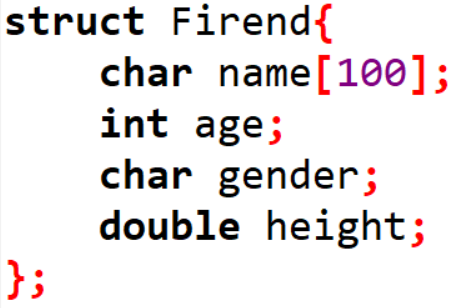 struct Firend{
    char name[100];
    int age;
    char gender;
    double height;
};